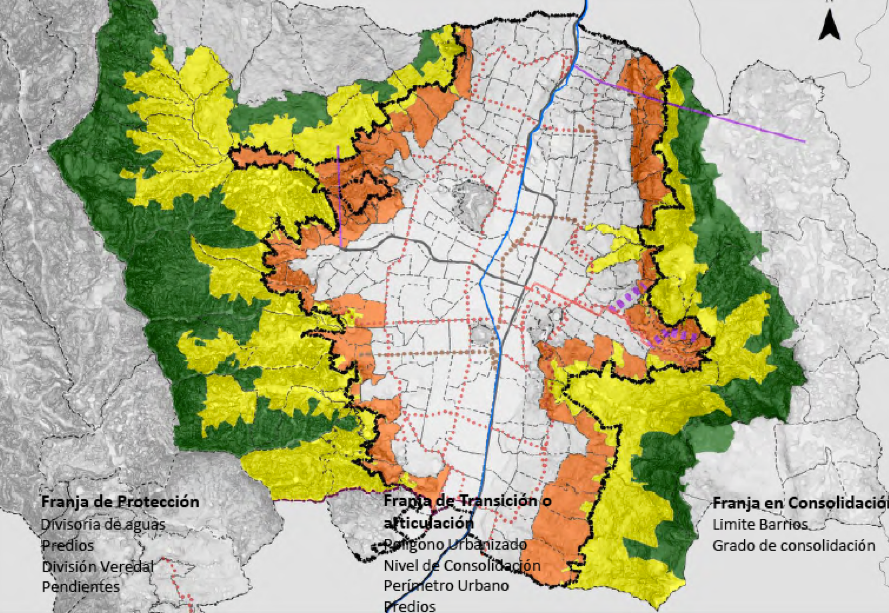 Franja de Protección
Divisoria de aguas
Predios
División Veredal
Pendientes
Franja de Transición o
articulación
Polígono Urbanizado
Nivel de Consolidación
Perímetro Urbano
Predios
Franja en Consolidación
Limite Barrios
Grado de consolidación